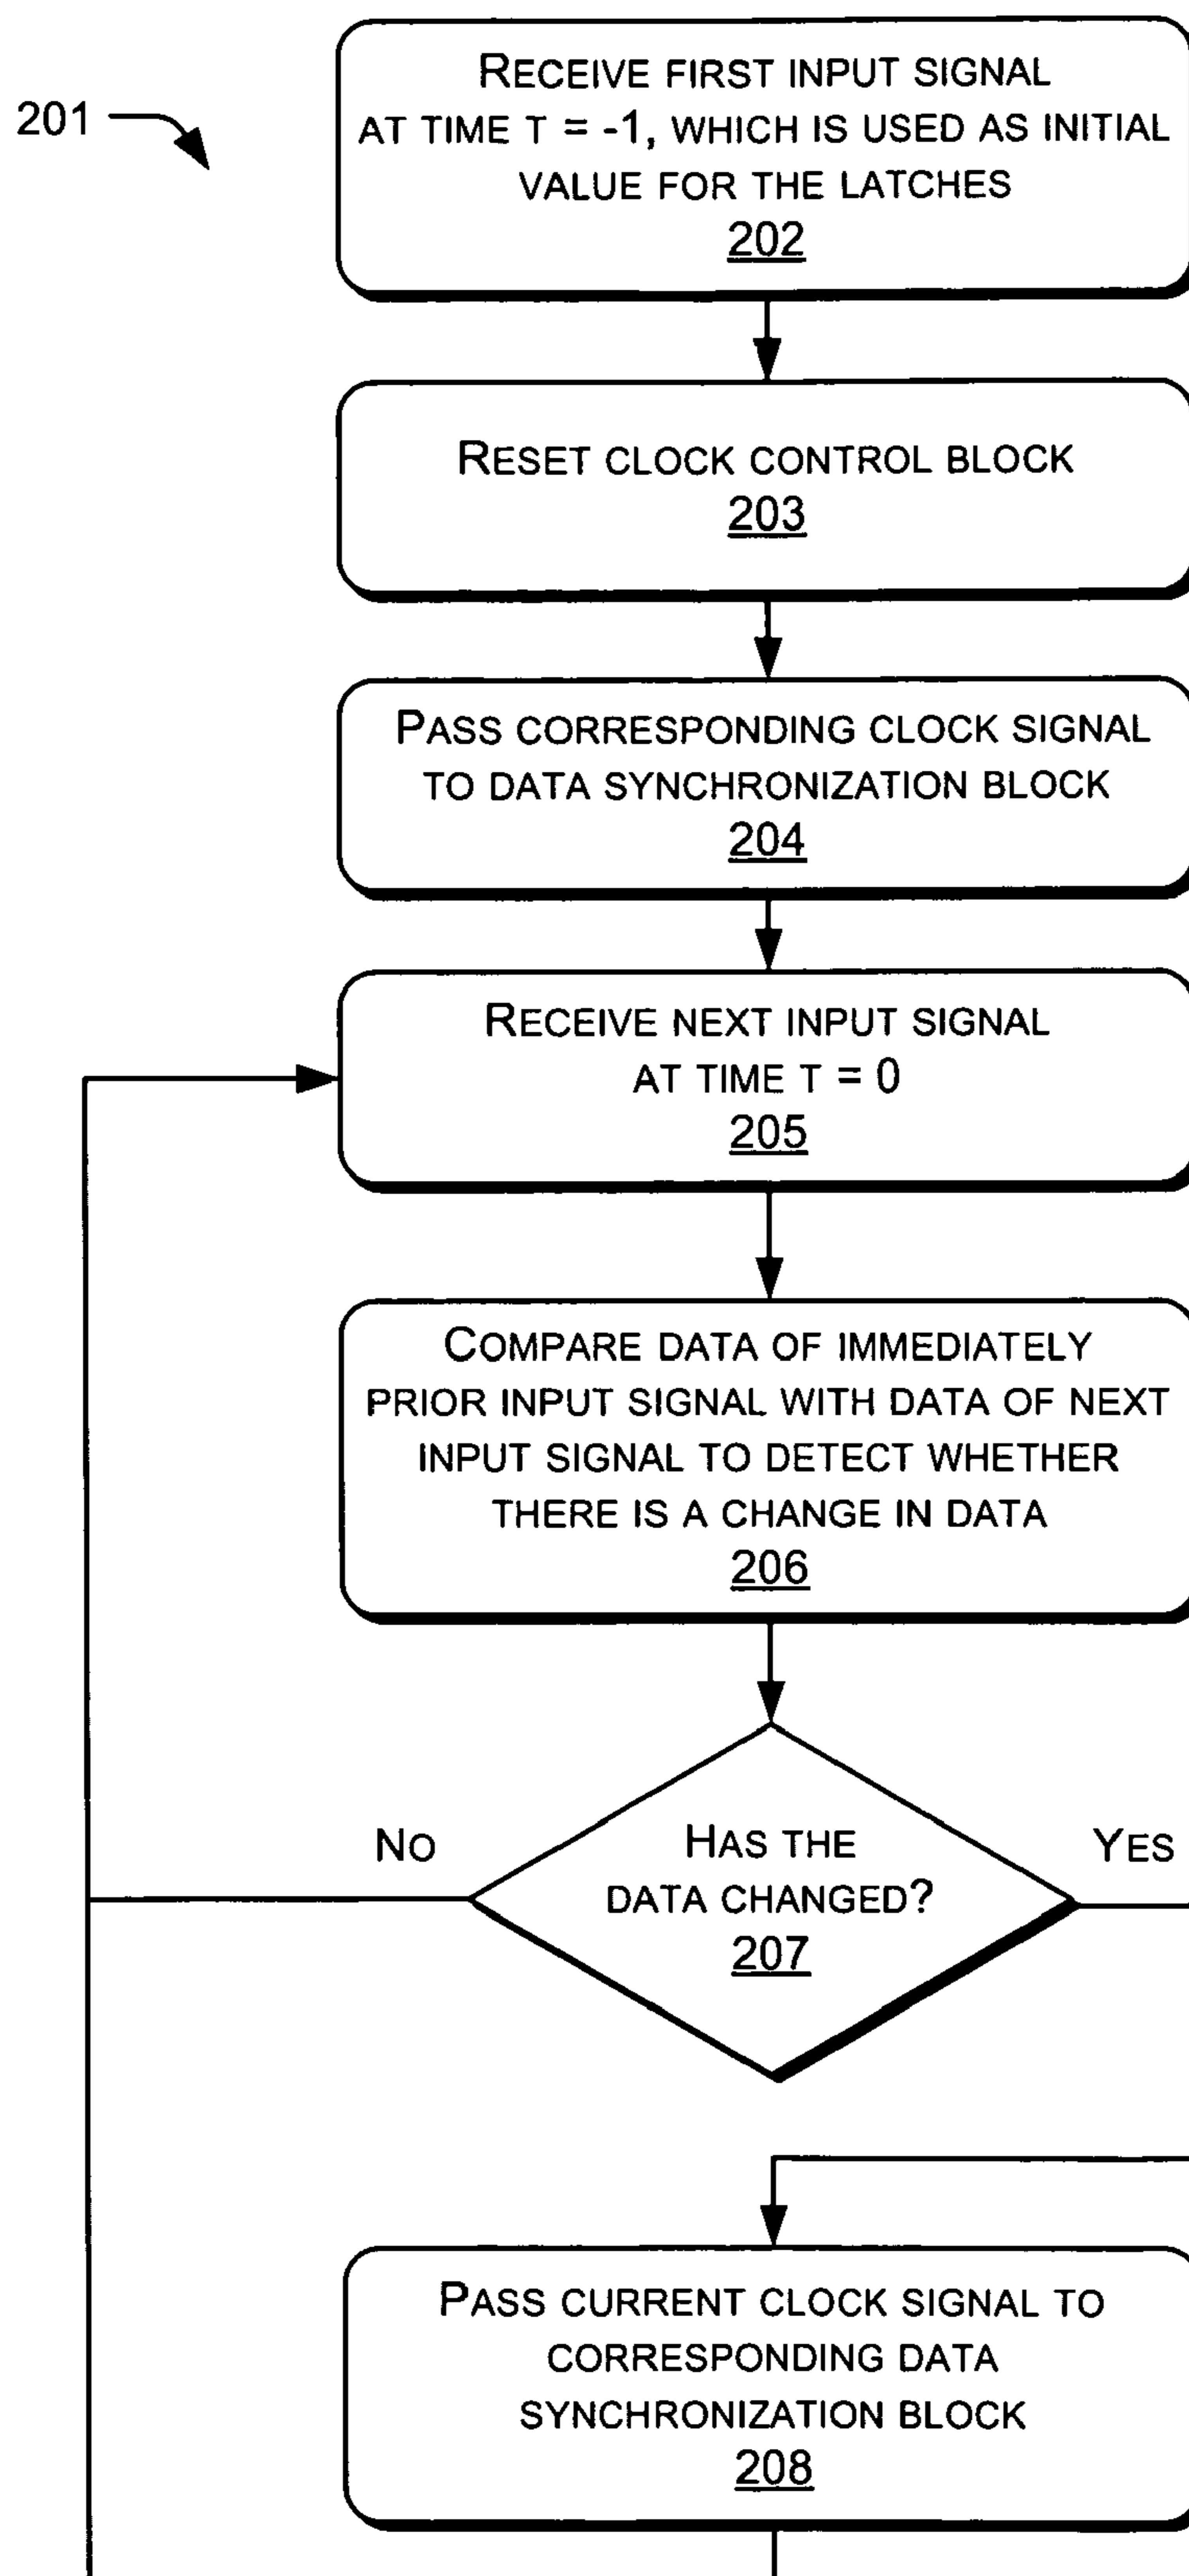 201
RECEIVE FIRST INPUT SIGNAL
AT TIME T = -1, WHICH IS USED AS INITIAL
VALUE FOR THE LATCHES
202
RESET CLOCK CONTROL BLOCK
203
PASS CORRESPONDING CLOCK SIGNAL
TO DATA SYNCHRONIZATION BLOCK
204
RECEIVE NEXT INPUT SIGNAL
AT TIME T = 0
205
COMPARE DATA OF IMMEDIATELY
PRIOR INPUT SIGNAL WITH DATA OF NEXT
INPUT SIGNAL TO DETECT WHETHER
THERE IS A CHANGE IN DATA
206
NO
HAS THE
DATA CHANGED?
207
YES
PASS CURRENT CLOCK SIGNAL TO
CORRESPONDING DATA
SYNCHRONIZATION BLOCK
208